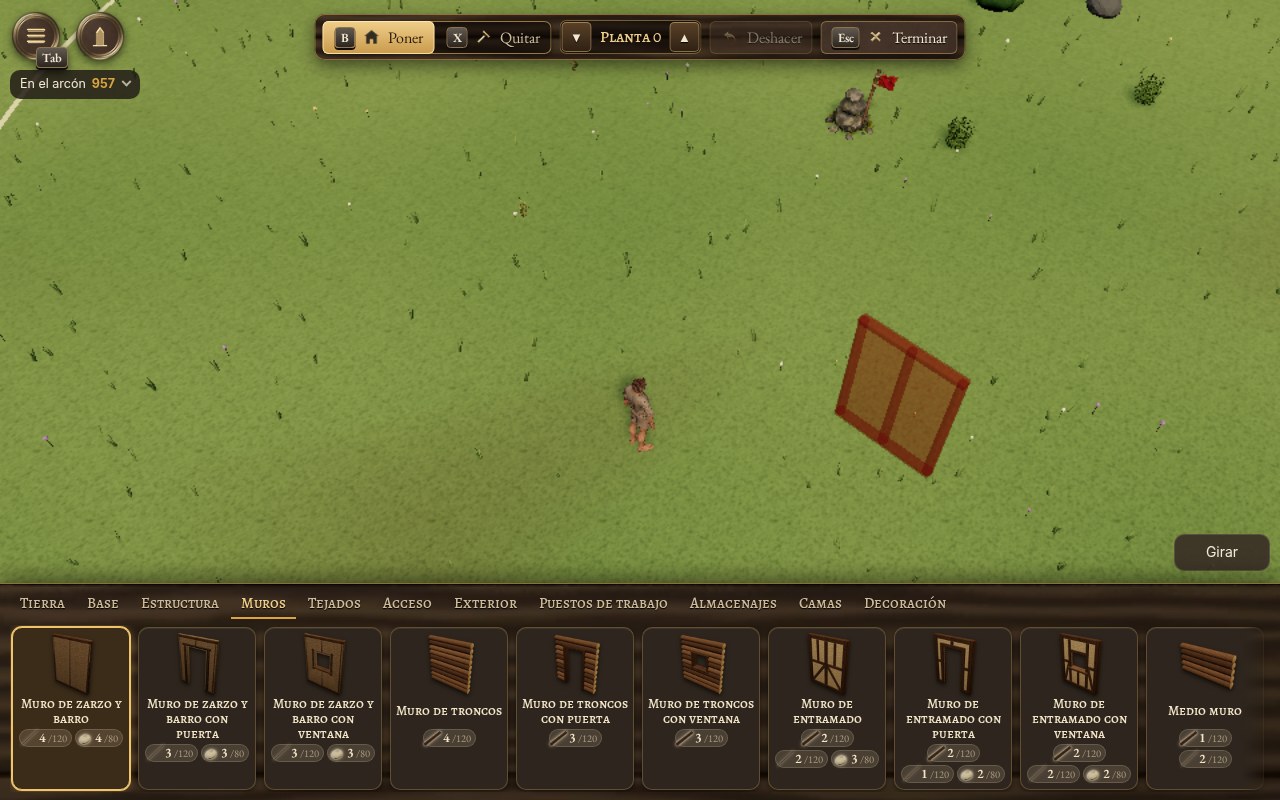 B Poner X Quitar ▼ Planta 0 ▲ Deshacer Esc Terminar
Tab
En el arcón 957
Girar
Tierra Base Estructura Muros Tejados Acceso Exterior Puestos de trabajo Almacenajes Camas Decoración
Muro de zarzo y barro
4 /120 4 /80
Muro de zarzo y barro con puerta
3 /120 3 /80
Muro de zarzo y barro con ventana
3 /120 3 /80
Muro de troncos
4 /120
Muro de troncos con puerta
3 /120
Muro de troncos con ventana
3 /120
Muro de entramado
2 /120
2 /120 3 /80
Muro de entramado con puerta
2 /120
1 /120 2 /80
Muro de entramado con ventana
2 /120
2 /120 2 /80
Medio muro
1 /120
2 /120